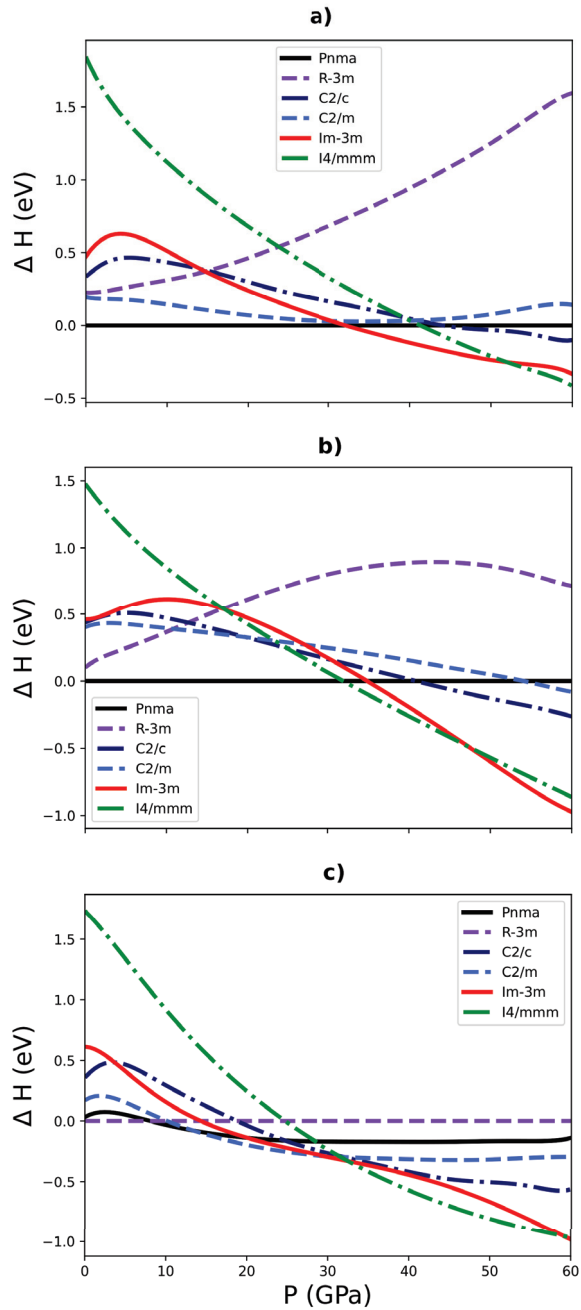 a)
Δ H (eV)
1.5
1.0
0.5
0.0
−0.5
Pnma
R-3m
C2/c
C2/m
Im-3m
I4/mmm
b)
Δ H (eV)
1.5
1.0
0.5
0.0
−0.5
−1.0
Pnma
R-3m
C2/c
C2/m
Im-3m
I4/mmm
c)
Δ H (eV)
1.5
1.0
0.5
0.0
−0.5
−1.0
Pnma
R-3m
C2/c
C2/m
Im-3m
I4/mmm
0 10 20 30 40 50 60
P (GPa)